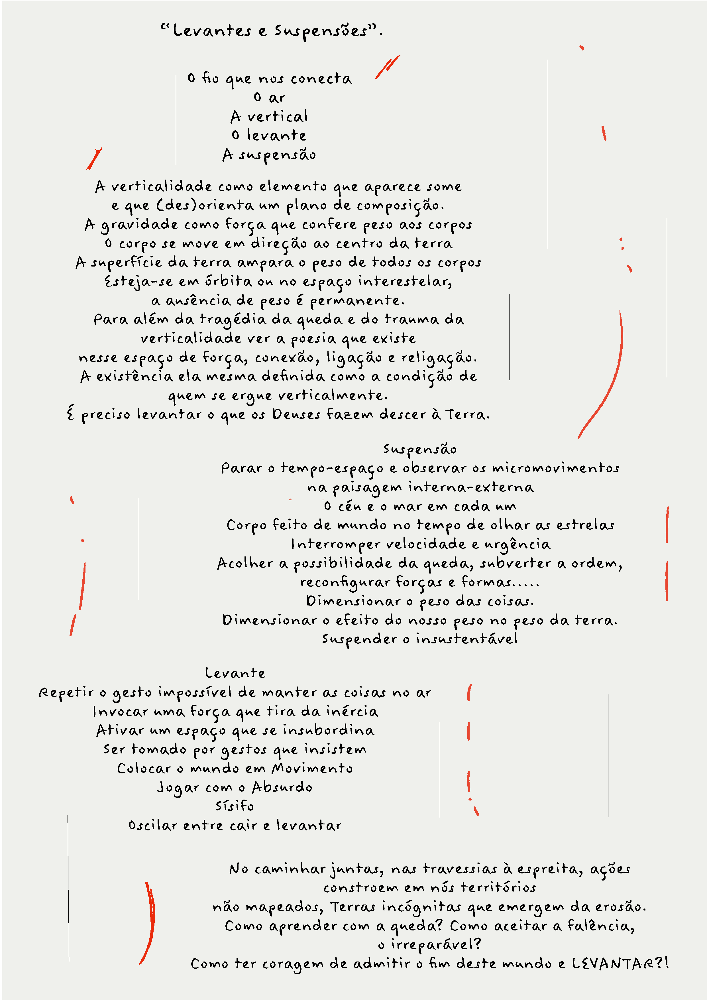 “Levantes e Suspensões”.
O fio que nos conecta
O ar
A vertical
O levante
A suspensão
A verticalidade como elemento que aparece some
e que (des)orienta um plano de composição.
A gravidade como força que confere peso aos corpos
O corpo se move em direção ao centro da terra
A superfície da terra ampara o peso de todos os corpos
Esteja-se em órbita ou no espaço interestelar,
a ausência de peso é permanente.
Para além da tragédia da queda e do trauma da
verticalidade ver a poesia que existe
nesse espaço de força, conexão, ligação e religação.
A existência ela mesma definida como a condição de
quem se ergue verticalmente.
É preciso levantar o que os Deuses fazem descer à Terra.
Suspensão
Parar o tempo-espaço e observar os micromovimentos
na paisagem interna-externa
O céu e o mar em cada um
Corpo feito de mundo no tempo de olhar as estrelas
Interromper velocidade e urgência
Acolher a possibilidade da queda, subverter a ordem,
reconfigurar forças e formas.....
Dimensionar o peso das coisas.
Dimensionar o efeito do nosso peso no peso da terra.
Suspender o insustentável
Levante
Repetir o gesto impossível de manter as coisas no ar
Invocar uma força que tira da inércia
Ativar um espaço que se insubordina
Ser tomado por gestos que insistem
Colocar o mundo em Movimento
Jogar com o Absurdo
Sísifo
Oscilar entre cair e levantar
No caminhar juntas, nas travessias à espreita, ações
constroem em nós territórios
não mapeados, Terras incógnitas que emergem da erosão.
Como aprender com a queda? Como aceitar a falência,
o irreparável?
Como ter coragem de admitir o fim deste mundo e LEVANTAR?!